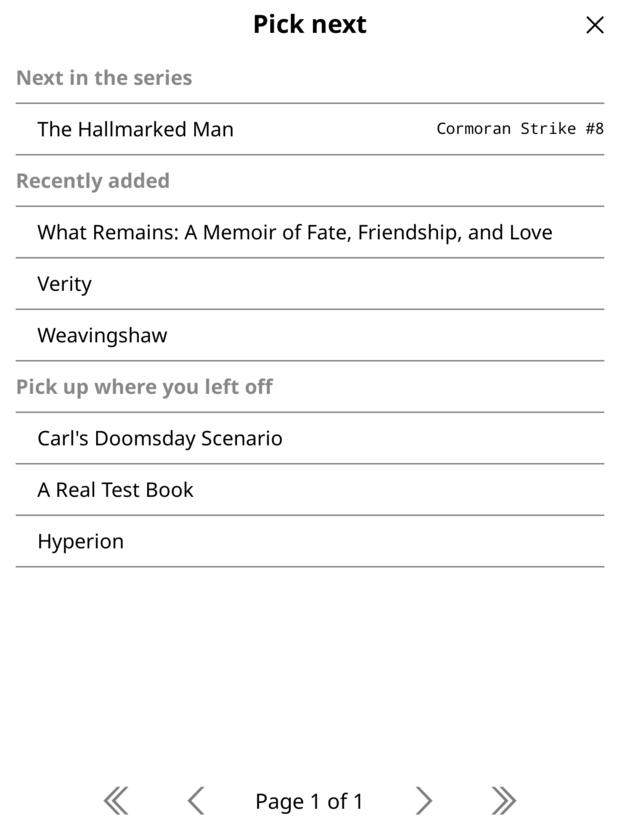 Pick next
Next in the series
The Hallmarked Man Cormoran Strike #8
Recently added
What Remains: A Memoir of Fate, Friendship, and Love
Verity
Weavingshaw
Pick up where you left off
Carl's Doomsday Scenario
A Real Test Book
Hyperion
Page 1 of 1